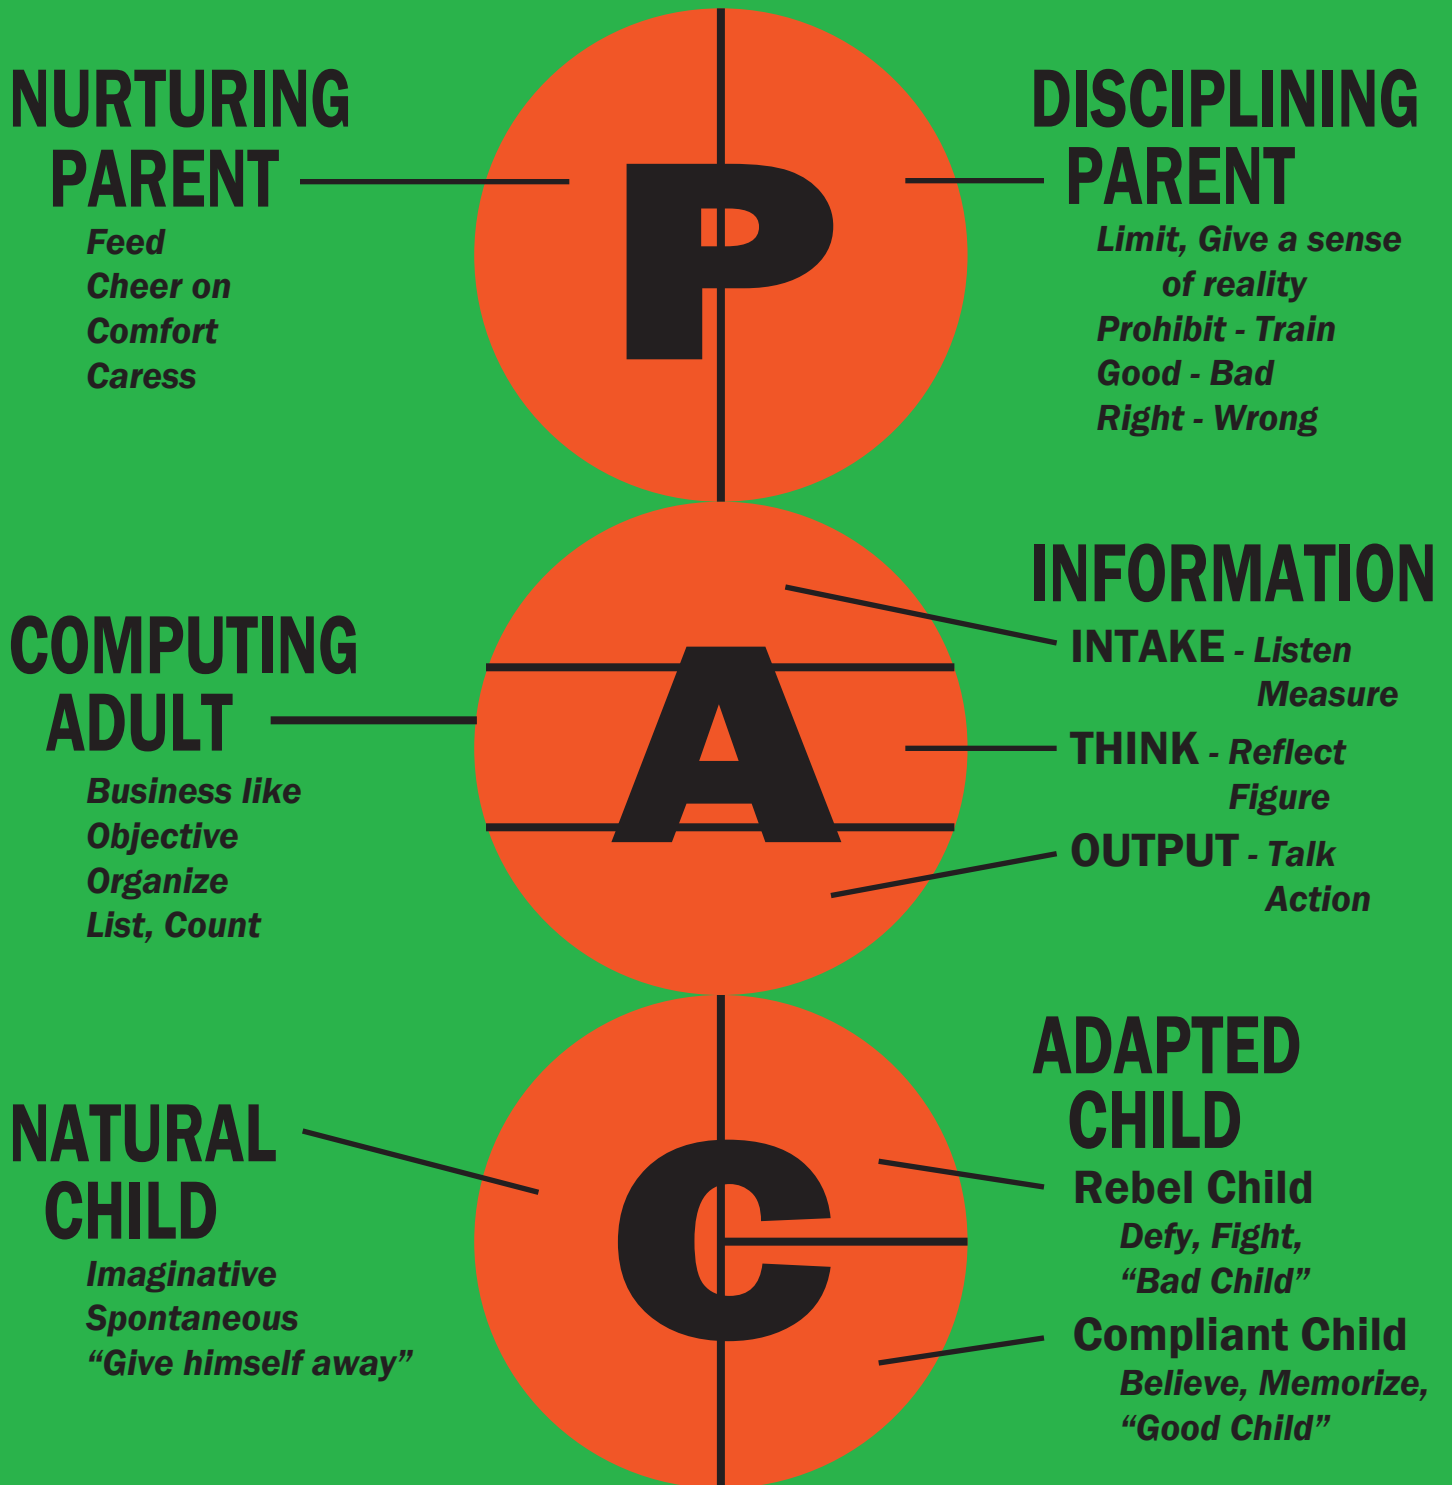 NURTURING
PARENT
Feed
Cheer on
Comfort
Caress
P
DISCIPLINING
PARENT
Limit, Give a sense
of reality
Prohibit - Train
Good - Bad
Right - Wrong
COMPUTING
ADULT
Business like
Objective
Organize
List, Count
A
INFORMATION
INTAKE - Listen
Measure
THINK - Reflect
Figure
OUTPUT - Talk
Action
NATURAL
CHILD
Imaginative
Spontaneous
“Give himself away”
C
ADAPTED
CHILD
Rebel Child
Defy, Fight,
“Bad Child”
Compliant Child
Believe, Memorize,
“Good Child”